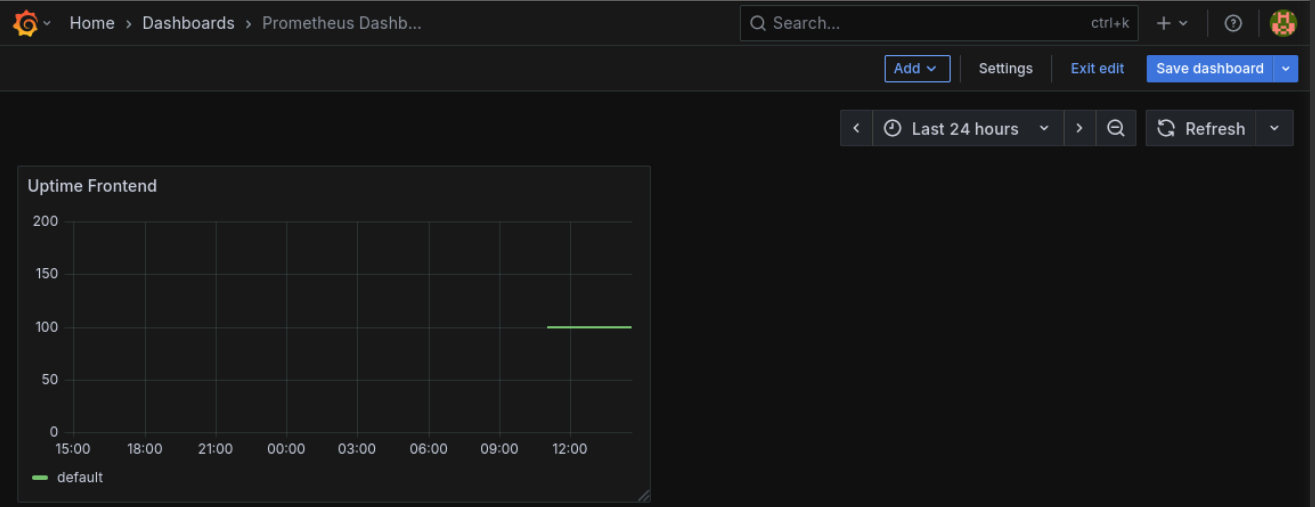 Home › Dashboards › Prometheus Dashb...
Search...
ctrl+k
Add
Settings
Exit edit
Save dashboard
Last 24 hours
Refresh
Uptime Frontend
200
150
100
50
0
15:00 18:00 21:00 00:00 03:00 06:00 09:00 12:00
default